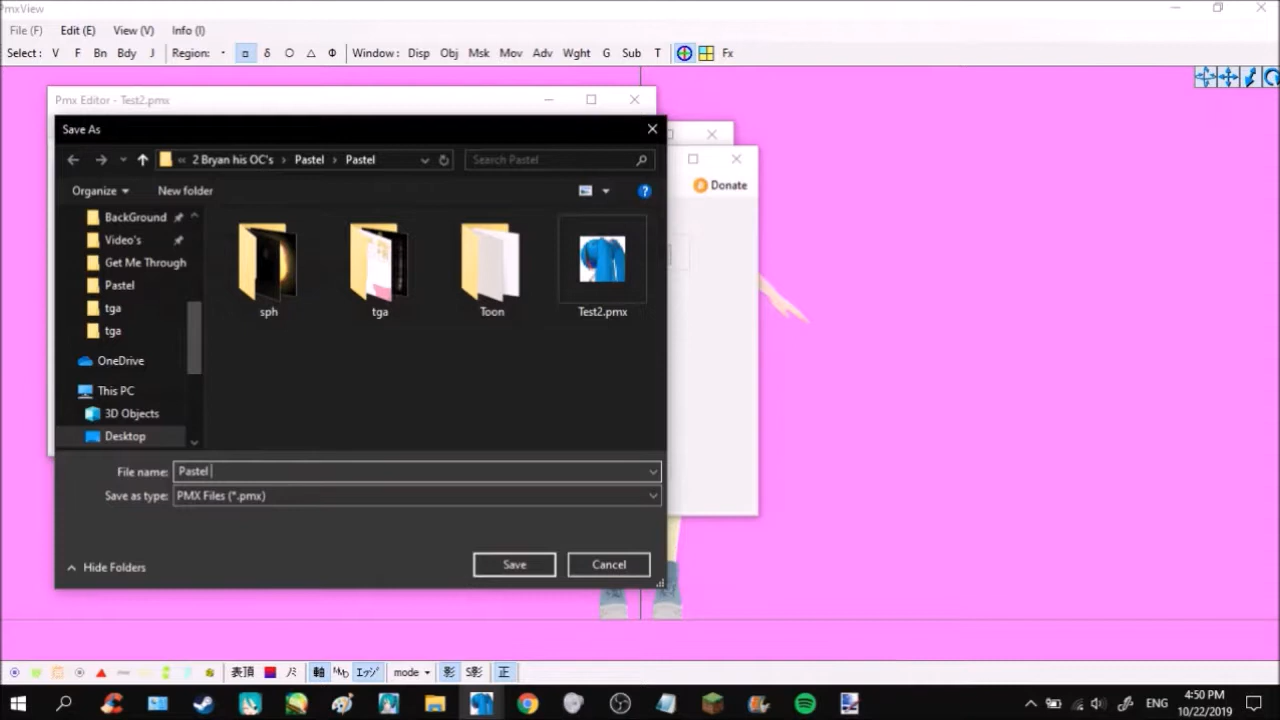 PmxView
File (F) Edit (E) View (V) Info (I)
Select : V F Bn Bdy J Region: Window : Disp Obj Msk Mov Adv Wght G Sub T Fx
Pmx Editor - Test2.pmx
Save As
« 2 Bryan his OC's › Pastel › Pastel Search Pastel
Donate
Organize New folder
BackGround
Video's
Get Me Through
Pastel
tga
tga
OneDrive
This PC
3D Objects
Desktop
sph tga Toon Test2.pmx
File name: Pastel
Save as type: PMX Files (*.pmx)
Save Cancel
Hide Folders
表頂 軸 エッジ mode 影 S影 正
ENG 4:50 PM
10/22/2019